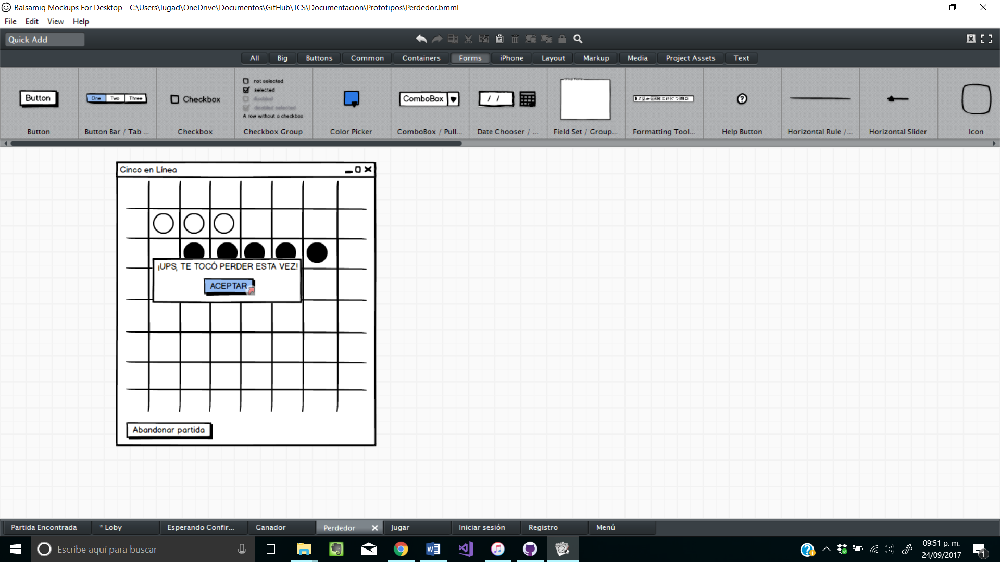 Balsamiq Mockups For Desktop - C:\Users\lugad\OneDrive\Documentos\GitHub\TCS\Documentación\Prototipos\Perdedor.bmml
File Edit View Help
Quick Add
All Big Buttons Common Containers Forms iPhone Layout Markup Media Project Assets Text
Button
One Two Three
Checkbox
not selected
selected
disabled
disabled selected
A row without a checkbox
ComboBox
/ /
Group Name
Button
Button Bar / Tab ...
Checkbox
Checkbox Group
Color Picker
ComboBox / Pull...
Date Chooser / ...
Field Set / Group...
Formatting Tool...
Help Button
Horizontal Rule /...
Horizontal Slider
Icon
Cinco en Línea
¡UPS, TE TOCÓ PERDER ESTA VEZ!
ACEPTAR
Abandonar partida
Partida Encontrada
* Loby
Esperando Confir...
Ganador
Perdedor
Jugar
Iniciar sesión
Registro
Menú
Escribe aquí para buscar
09:51 p. m.
24/09/2017
1